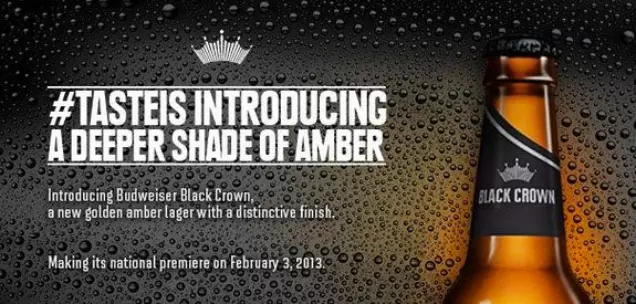 #TASTEIS INTRODUCING
A DEEPER SHADE OF AMBER
Introducing Budweiser Black Crown,
a new golden amber lager with a distinctive finish.
Making its national premiere on February 3, 2013.
BLACK CROWN